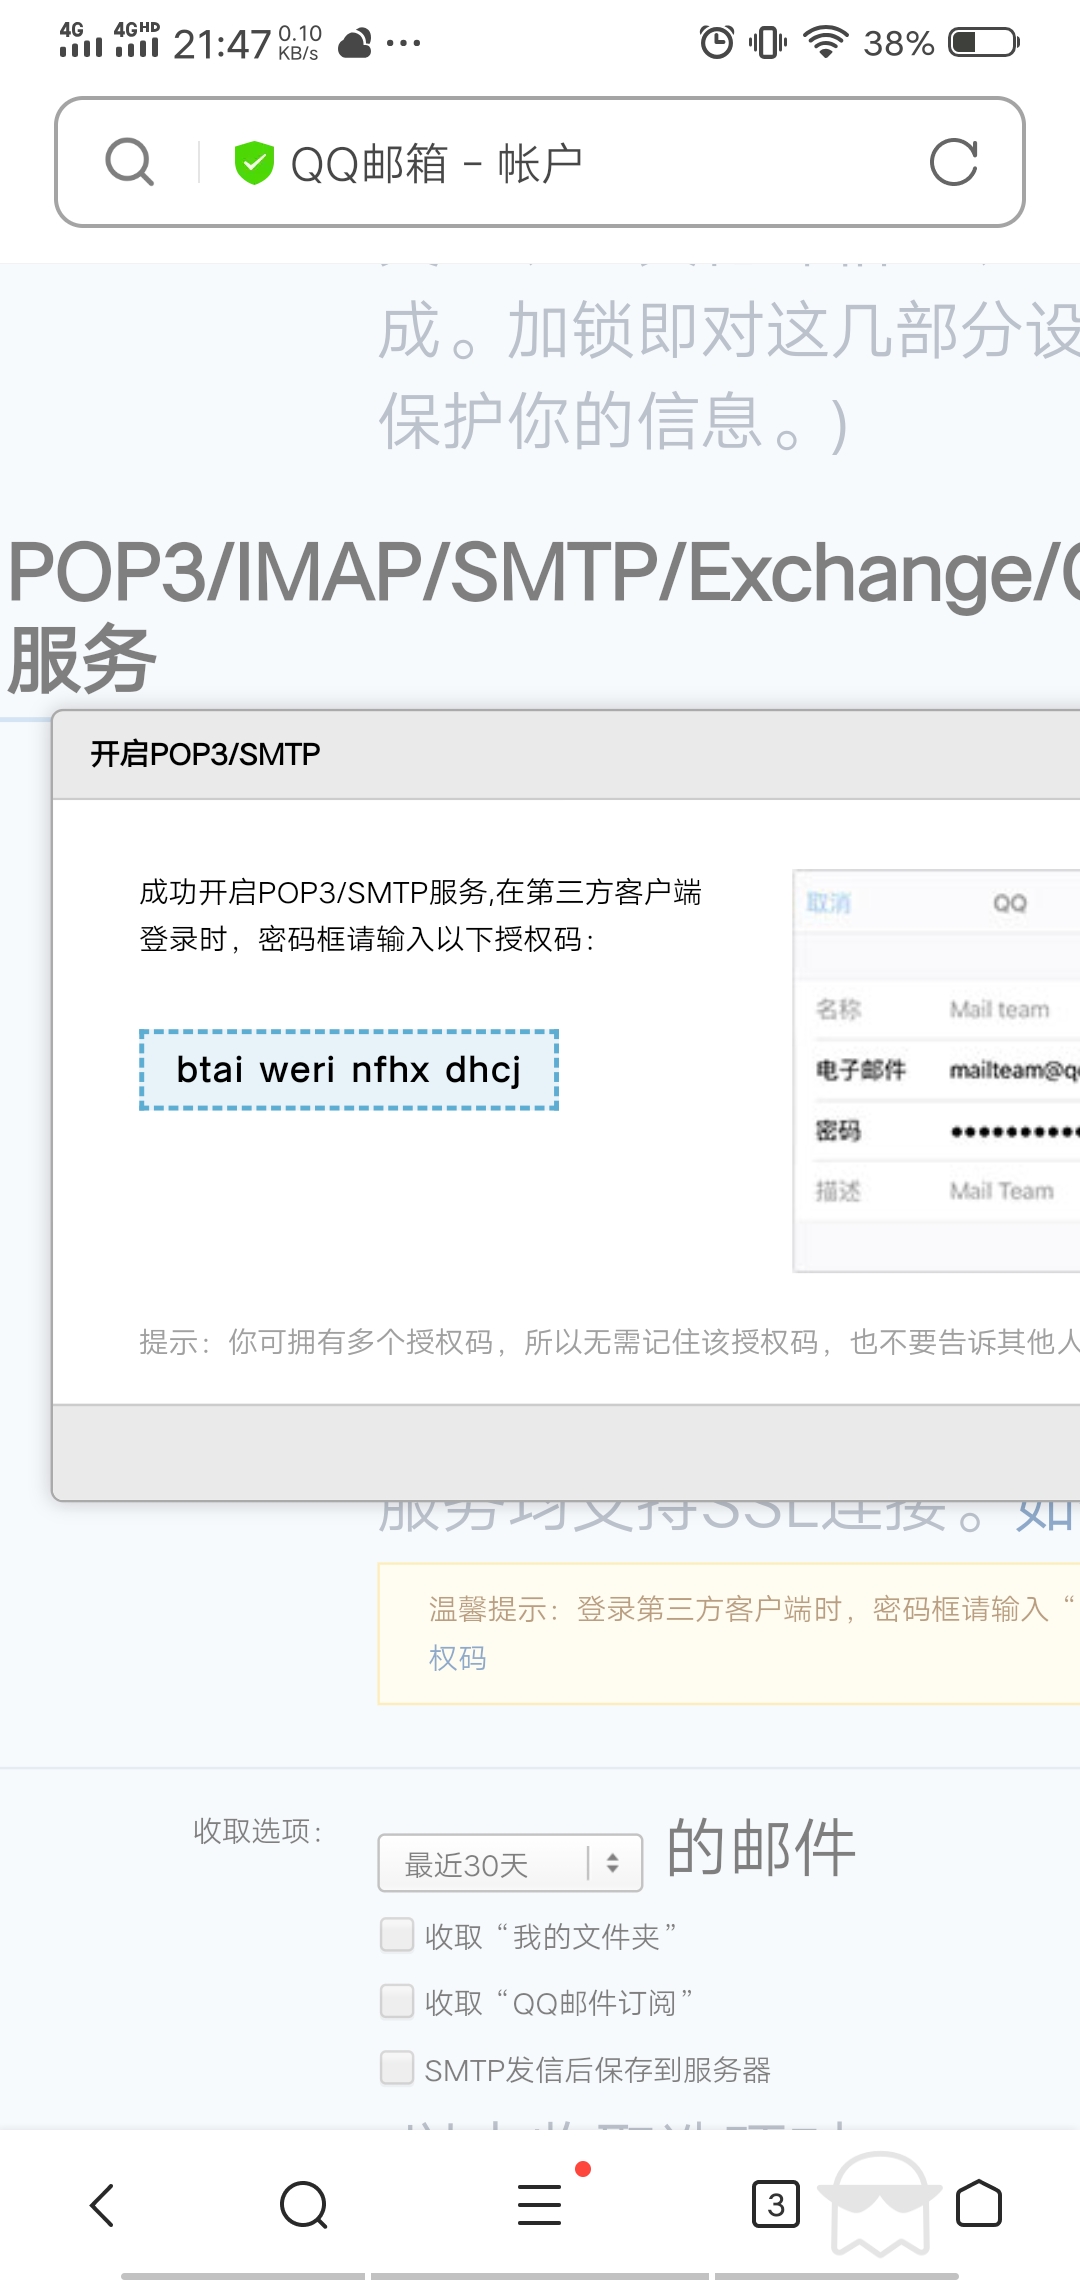 4G 4GHD 21:47 0.10 KB/s ... 38%
QQ邮箱 - 帐户
成。加锁即对这几部分设
保护你的信息。)
POP3/IMAP/SMTP/Exchange/
服务
开启POP3/SMTP
成功开启POP3/SMTP服务,在第三方客户端
登录时，密码框请输入以下授权码：
btai weri nfhx dhcj
取消 QQ
名称 Mail team
电子邮件 mailteam@q
密码 ••••••••••
描述 Mail Team
提示：你可拥有多个授权码，所以无需记住该授权码，也不要告诉其他人
服务均支持SSL连接。如
温馨提示：登录第三方客户端时，密码框请输入“
权码
收取选项：
最近30天 的邮件
收取“我的文件夹”
收取“QQ邮件订阅”
SMTP发信后保存到服务器
3